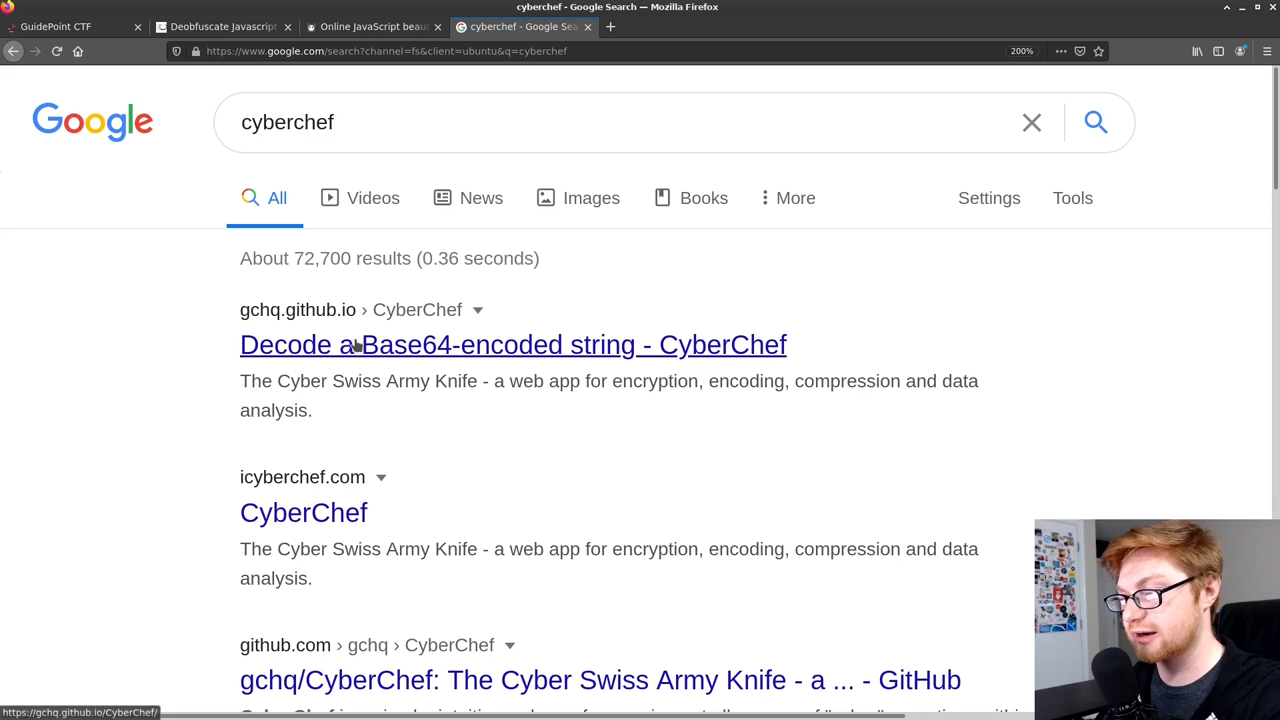 cyberchef - Google Search - Mozilla Firefox
GuidePoint CTF
Deobfuscate Javascript
Online JavaScript beau
cyberchef - Google Sea
https://www.google.com/search?channel=fs&client=ubuntu&q=cyberchef
200%
Google
cyberchef
All
Videos
News
Images
Books
More
Settings
Tools
About 72,700 results (0.36 seconds)
gchq.github.io › CyberChef
Decode a Base64-encoded string - CyberChef
The Cyber Swiss Army Knife - a web app for encryption, encoding, compression and data
analysis.
icyberchef.com
CyberChef
The Cyber Swiss Army Knife - a web app for encryption, encoding, compression and data
analysis.
github.com › gchq › CyberChef
gchq/CyberChef: The Cyber Swiss Army Knife - a ... - GitHub
https://gchq.github.io/CyberChef/